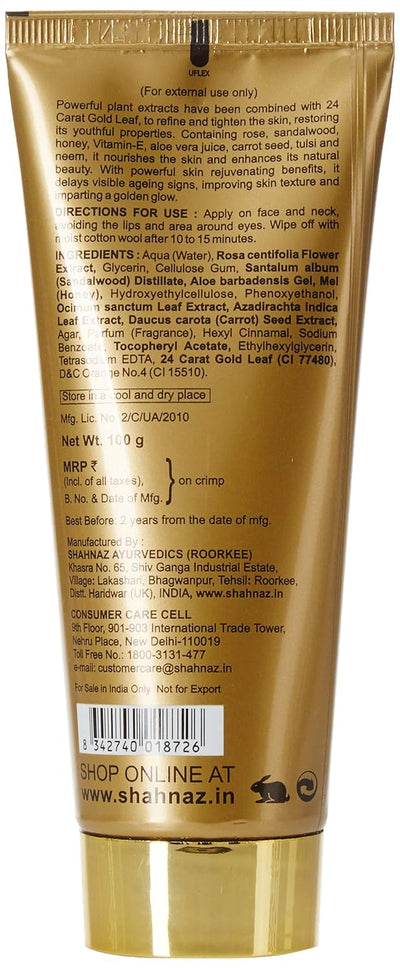 UFLEX
(For external use only)
Powerful plant extracts have been combined with 24
Carat Gold Leaf, to refine and tighten the skin, restoring
its youthful properties. Containing rose, sandalwood,
honey, Vitamin-E, aloe vera juice, carrot seed, tulsi and
neem, it nourishes the skin and enhances its natural
beauty. With powerful skin rejuvenating benefits, it
delays visible ageing signs, improving skin texture and
imparting a golden glow.
DIRECTIONS FOR USE : Apply on face and neck,
avoiding the lips and area around eyes. Wipe off with
moist cotton wool after 10 to 15 minutes.
INGREDIENTS : Aqua (Water), Rosa centifolia Flower
Extract, Glycerin, Cellulose Gum, Santalum album
(Sandalwood) Distillate, Aloe barbadensis Gel, Mel
(Honey), Hydroxyethylcellulose, Phenoxyethanol,
Ocimum sanctum Leaf Extract, Azadirachta Indica
Leaf Extract, Daucus carota (Carrot) Seed Extract,
Agar, Parfum (Fragrance), Hexyl Cinnamal, Sodium
Benzoate, Tocopheryl Acetate, Ethylhexylglycerin,
Tetrasodium EDTA, 24 Carat Gold Leaf (CI 77480),
D&C Orange No.4 (CI 15510).
Store in a cool and dry place
Mfg. Lic. No. 2/C/UA/2010
Net Wt. 100 g
MRP ₹
(Incl. of all taxes),
B. No. & Date of Mfg.
} on crimp
Best Before: 2 years from the date of mfg.
Manufactured By :
SHAHNAZ AYURVEDICS (ROORKEE)
Khasra No. 65, Shiv Ganga Industrial Estate,
Village: Lakashari, Bhagwanpur, Tehsil: Roorkee,
Distt. Haridwar (UK), INDIA, www.shahnaz.in
CONSUMER CARE CELL
9th Floor, 901-903 International Trade Tower,
Nehru Place, New Delhi-110019
Toll Free No.: 1800-3131-477
e-mail: customercare@shahnaz.in
For Sale in India Only Not for Export
8 342740 018726
SHOP ONLINE AT
www.shahnaz.in